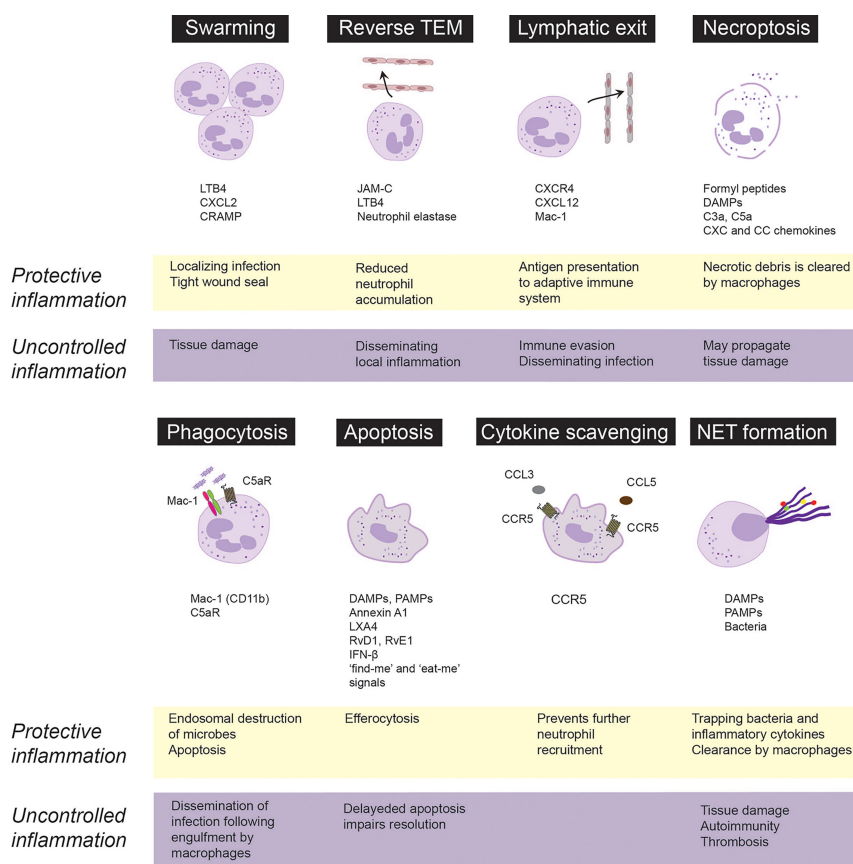 Swarming
Reverse TEM
Lymphatic exit
Necroptosis
LTB4
CXCL2
CRAMP
JAM-C
LTB4
Neutrophil elastase
CXCR4
CXCL12
Mac-1
Formyl peptides
DAMPs
C3a, C5a
CXC and CC chemokines
Protective
inflammation
Localizing infection
Tight wound seal
Reduced
neutrophil
accumulation
Antigen presentation
to adaptive immune
system
Necrotic debris is cleared
by macrophages
Uncontrolled
inflammation
Tissue damage
Disseminating
local inflammation
Immune evasion
Disseminating infection
May propagate
tissue damage
Phagocytosis
Apoptosis
Cytokine scavenging
NET formation
Mac-1
C5aR
CCL3
CCL5
CCR5
CCR5
Mac-1 (CD11b)
C5aR
DAMPs, PAMPs
Annexin A1
LXA4
RvD1, RvE1
IFN-β
‘find-me’ and ‘eat-me’
signals
CCR5
DAMPs
PAMPs
Bacteria
Protective
inflammation
Endosomal destruction
of microbes
Apoptosis
Efferocytosis
Prevents further
neutrophil
recruitment
Trapping bacteria and
inflammatory cytokines
Clearance by macrophages
Uncontrolled
inflammation
Dissemination of
infection following
engulfment by
macrophages
Delayeded apoptosis
impairs resolution
Tissue damage
Autoimmunity
Thrombosis